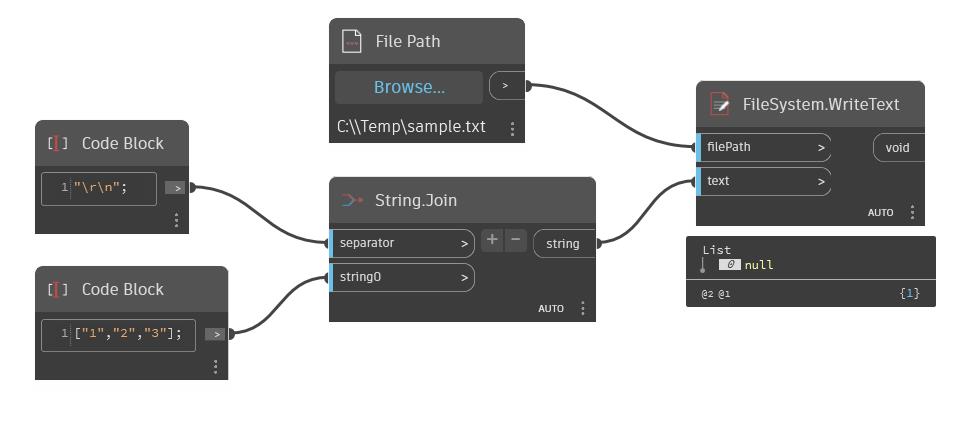 File Path
Browse...
>
C:\\Temp\sample.txt
FileSystem.WriteText
filePath >
void
text >
AUTO
List
0 null
@2 @1
{1}
Code Block
1 "\r\n";
>
String.Join
separator >
+ −
string
string0 >
AUTO
Code Block
1 ["1","2","3"];
>